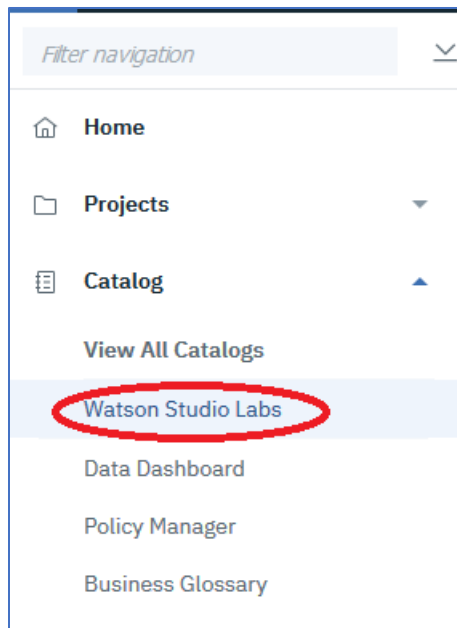 Filter navigation
Home
Projects
Catalog
View All Catalogs
Watson Studio Labs
Data Dashboard
Policy Manager
Business Glossary